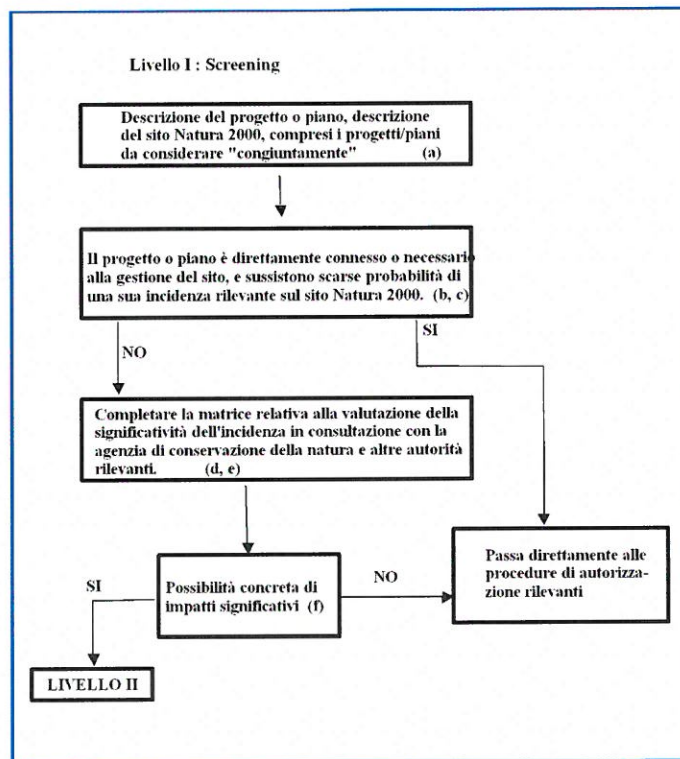 Livello I : Screening
Descrizione del progetto o piano, descrizione
del sito Natura 2000, compresi i progetti/piani
da considerare "congiuntamente" (a)
Il progetto o piano è direttamente connesso o necessario
alla gestione del sito, e sussistono scarse probabilità di
una sua incidenza rilevante sul sito Natura 2000. (b, c)
NO
SI
Completare la matrice relativa alla valutazione della
significatività dell'incidenza in consultazione con la
agenzia di conservazione della natura e altre autorità
rilevanti. (d, e)
SI
Possibilità concreta di
impatti significativi (f)
NO
Passa direttamente alle
procedure di autorizza-
zazione rilevanti
LIVELLO II